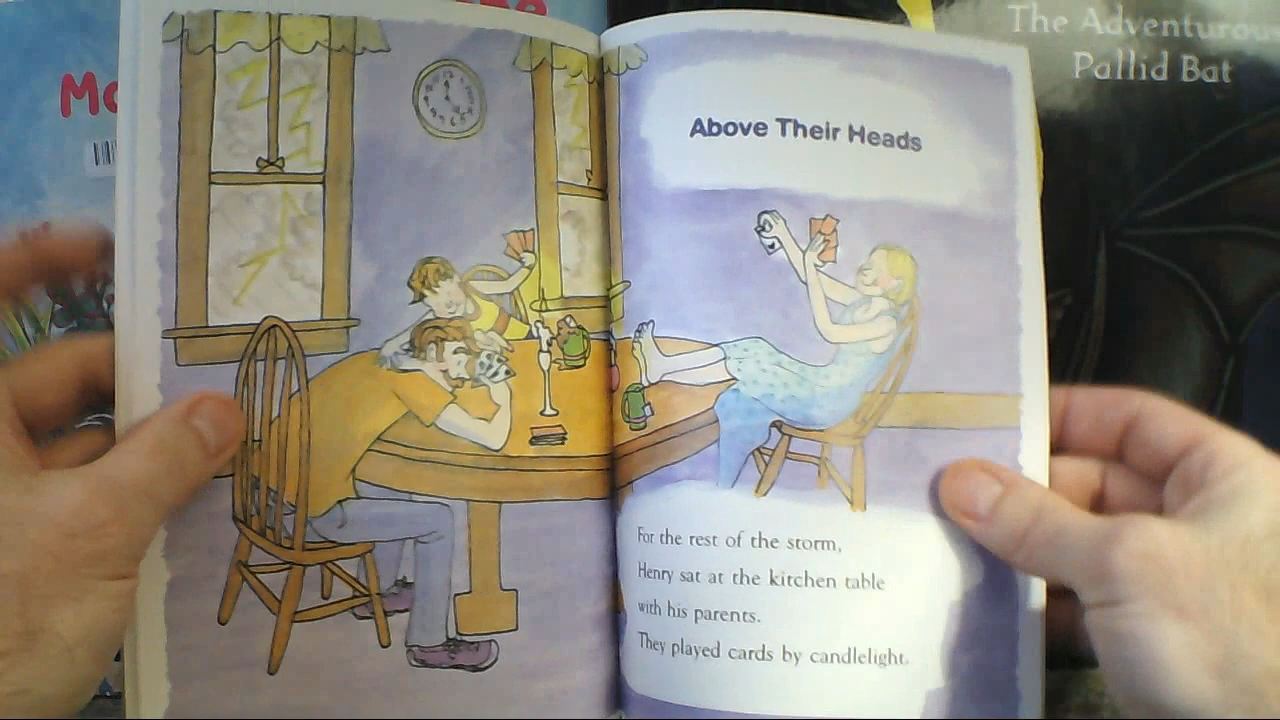 The Adventurous
Pallid Bat
Above Their Heads
For the rest of the storm,
Henry sat at the kitchen table
with his parents.
They played cards by candlelight.